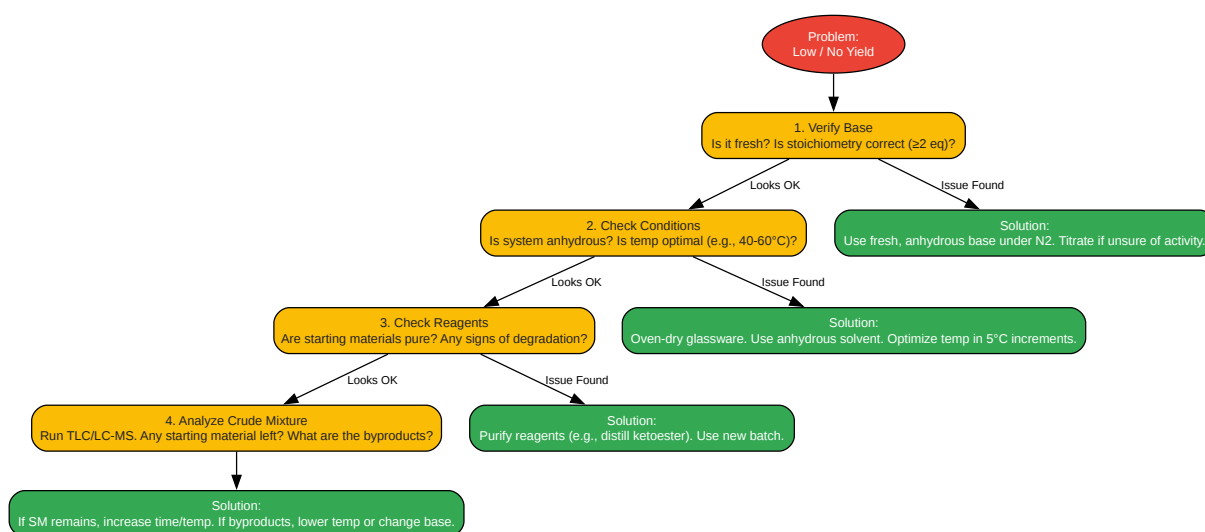 Problem:
Low / No Yield
1. Verify Base
Is it fresh? Is stoichiometry correct (≥2 eq)?
Looks OK
Issue Found
2. Check Conditions
Is system anhydrous? Is temp optimal (e.g., 40-60°C)?
Solution:
Use fresh, anhydrous base under N2. Titrate if unsure of activity.
Looks OK
Issue Found
3. Check Reagents
Are starting materials pure? Any signs of degradation?
Solution:
Oven-dry glassware. Use anhydrous solvent. Optimize temp in 5°C increments.
Looks OK
Issue Found
4. Analyze Crude Mixture
Run TLC/LC-MS. Any starting material left? What are the byproducts?
Solution:
Purify reagents (e.g., distill ketoester). Use new batch.
Solution:
If SM remains, increase time/temp. If byproducts, lower temp or change base.